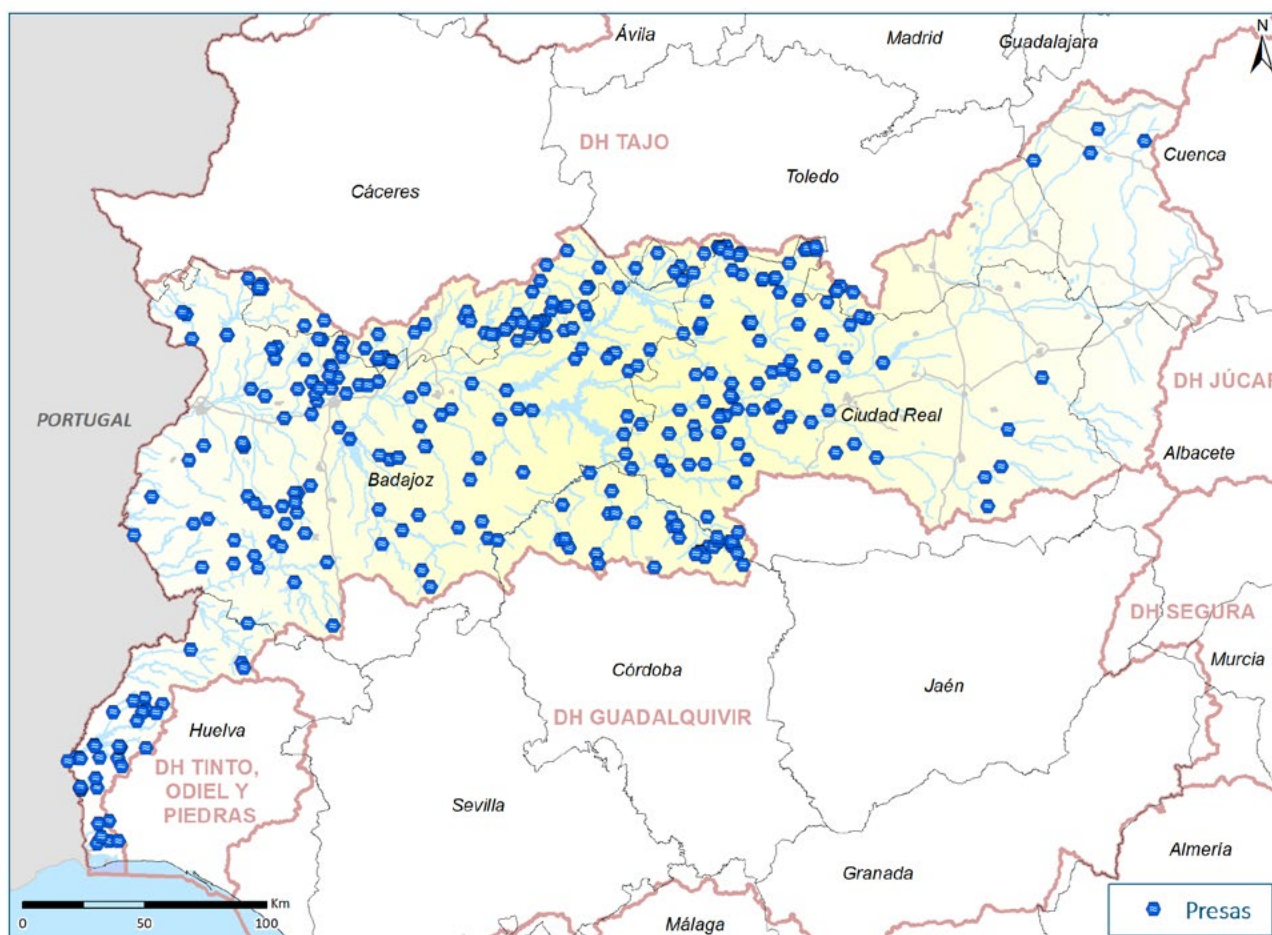 Ávila
Madrid
Guadalajara
N
DH TAJO
Cuenca
Toledo
Cáceres
DH JÚCAR
PORTUGAL
Ciudad Real
Albacete
Badajoz
DH SEGURA
Murcia
Córdoba
Jaén
DH GUADALQUIVIR
Huelva
DH TINTO,
ODIEL Y
PIEDRAS
Sevilla
Almería
Granada
Km
0 50 100
Málaga
Presas